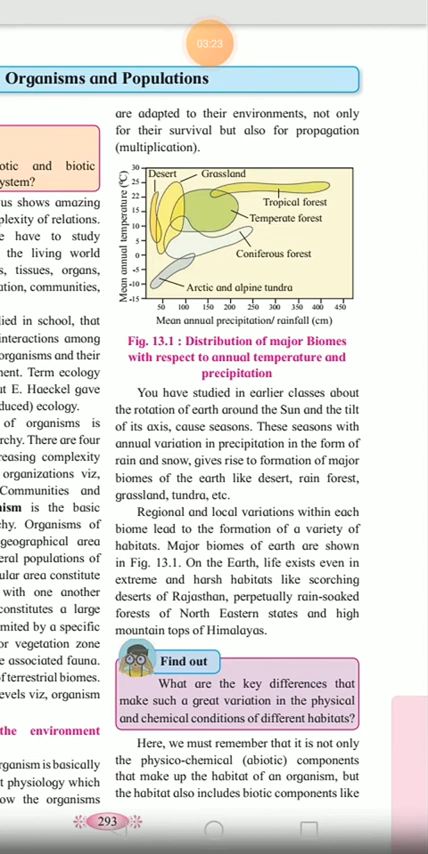 03:23
Organisms and Populations
otic and biotic
ystem?
us shows amazing
plexity of relations.
e have to study
the living world
s, tissues, organs,
ation, communities,
lied in school, that
interactions among
organisms and their
ment. Term ecology
ut E. Haeckel gave
duced) ecology.
of organisms is
rchy. There are four
reasing complexity
organizations viz,
Communities and
nism is the basic
hy. Organisms of
geographical area
eral populations of
ular area constitute
with one another
constitutes a large
mited by a specific
or vegetation zone
e associated fauna.
of terrestrial biomes.
evels viz, organism
the environment
rganism is basically
t physiology which
ow the organisms
are adapted to their environments, not only
for their survival but also for propagation
(multiplication).
Mean annual temperature (°C)
30
25
22
15
10
5
0
-5
-10
-15
Desert
Grassland
Tropical forest
Temperate forest
Coniferous forest
Arctic and alpine tundra
50 100 150 200 250 300 350 400 450
Mean annual precipitation/ rainfall (cm)
Fig. 13.1 : Distribution of major Biomes
with respect to annual temperature and
precipitation
You have studied in earlier classes about
the rotation of earth around the Sun and the tilt
of its axis, cause seasons. These seasons with
annual variation in precipitation in the form of
rain and snow, gives rise to formation of major
biomes of the earth like desert, rain forest,
grassland, tundra, etc.
Regional and local variations within each
biome lead to the formation of a variety of
habitats. Major biomes of earth are shown
in Fig. 13.1. On the Earth, life exists even in
extreme and harsh habitats like scorching
deserts of Rajasthan, perpetually rain-soaked
forests of North Eastern states and high
mountain tops of Himalayas.
Find out
What are the key differences that
make such a great variation in the physical
and chemical conditions of different habitats?
Here, we must remember that it is not only
the physico-chemical (abiotic) components
that make up the habitat of an organism, but
the habitat also includes biotic components like
293